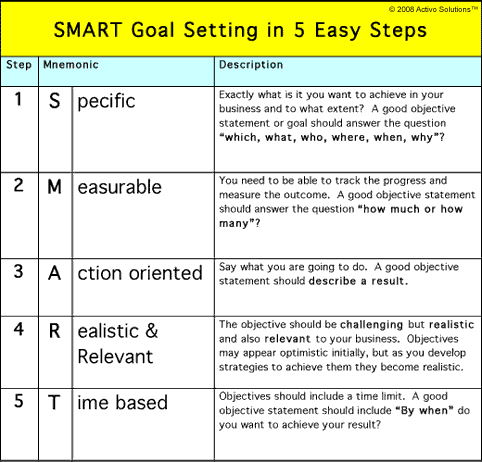 © 2008 Activo Solutions™
SMART Goal Setting in 5 Easy Steps
Step Mnemonic Description
1 S pecific
Exactly what is it you want to achieve in your
business and to what extent? A good objective
statement or goal should answer the question
“which, what, who, where, when, why”?
2 M easurable
You need to be able to track the progress and
measure the outcome. A good objective statement
should answer the question “how much or how
many”?
3 A ction oriented
Say what you are going to do. A good objective
statement should describe a result.
4 R ealistic &
Relevant
The objective should be challenging but realistic
and also relevant to your business. Objectives
may appear optimistic initially, but as you develop
strategies to achieve them they become realistic.
5 T ime based
Objectives should include a time limit. A good
objective statement should include “By when” do
you want to achieve your result?